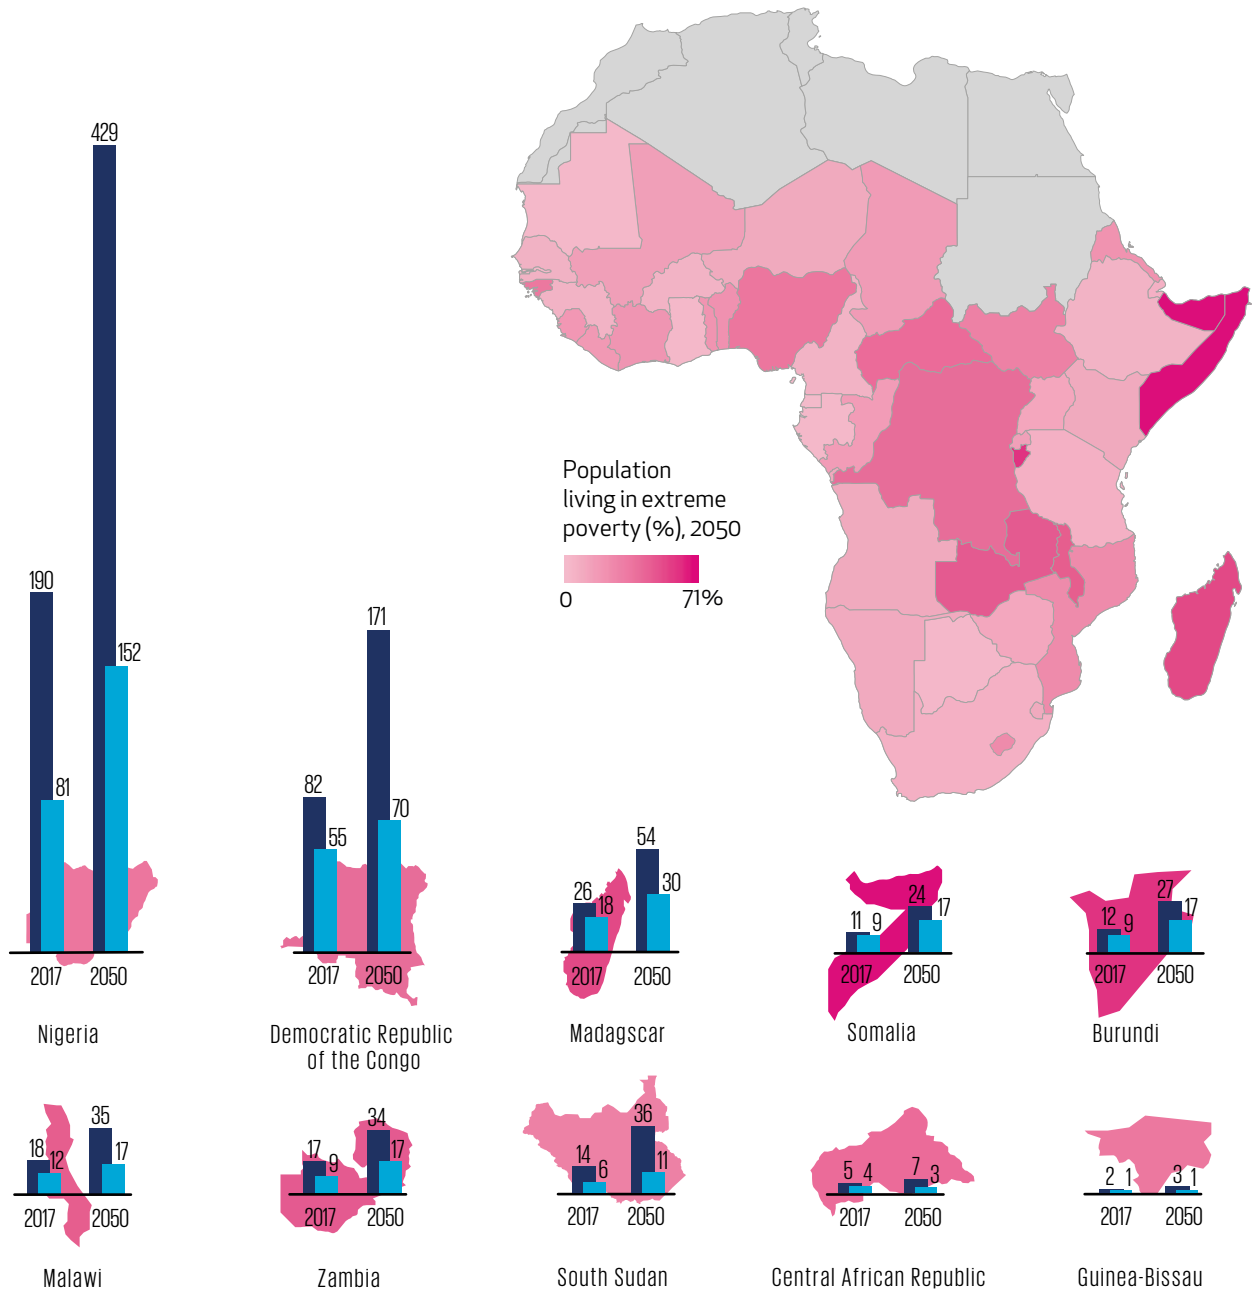 Population
living in extreme
poverty (%), 2050
0 71%
429
190
152
81
2017 2050
Nigeria
171
82
70
55
2017 2050
Democratic Republic
of the Congo
54
26
30
18
2017 2050
Madagscar
24
11 9 17
2017 2050
Somalia
27
12 9 17
2017 2050
Burundi
35
18 12 17
2017 2050
Malawi
34
17 9 17
2017 2050
Zambia
36
14 6 11
2017 2050
South Sudan
5 4 7 3
2017 2050
Central African Republic
2 1 3 1
2017 2050
Guinea-Bissau